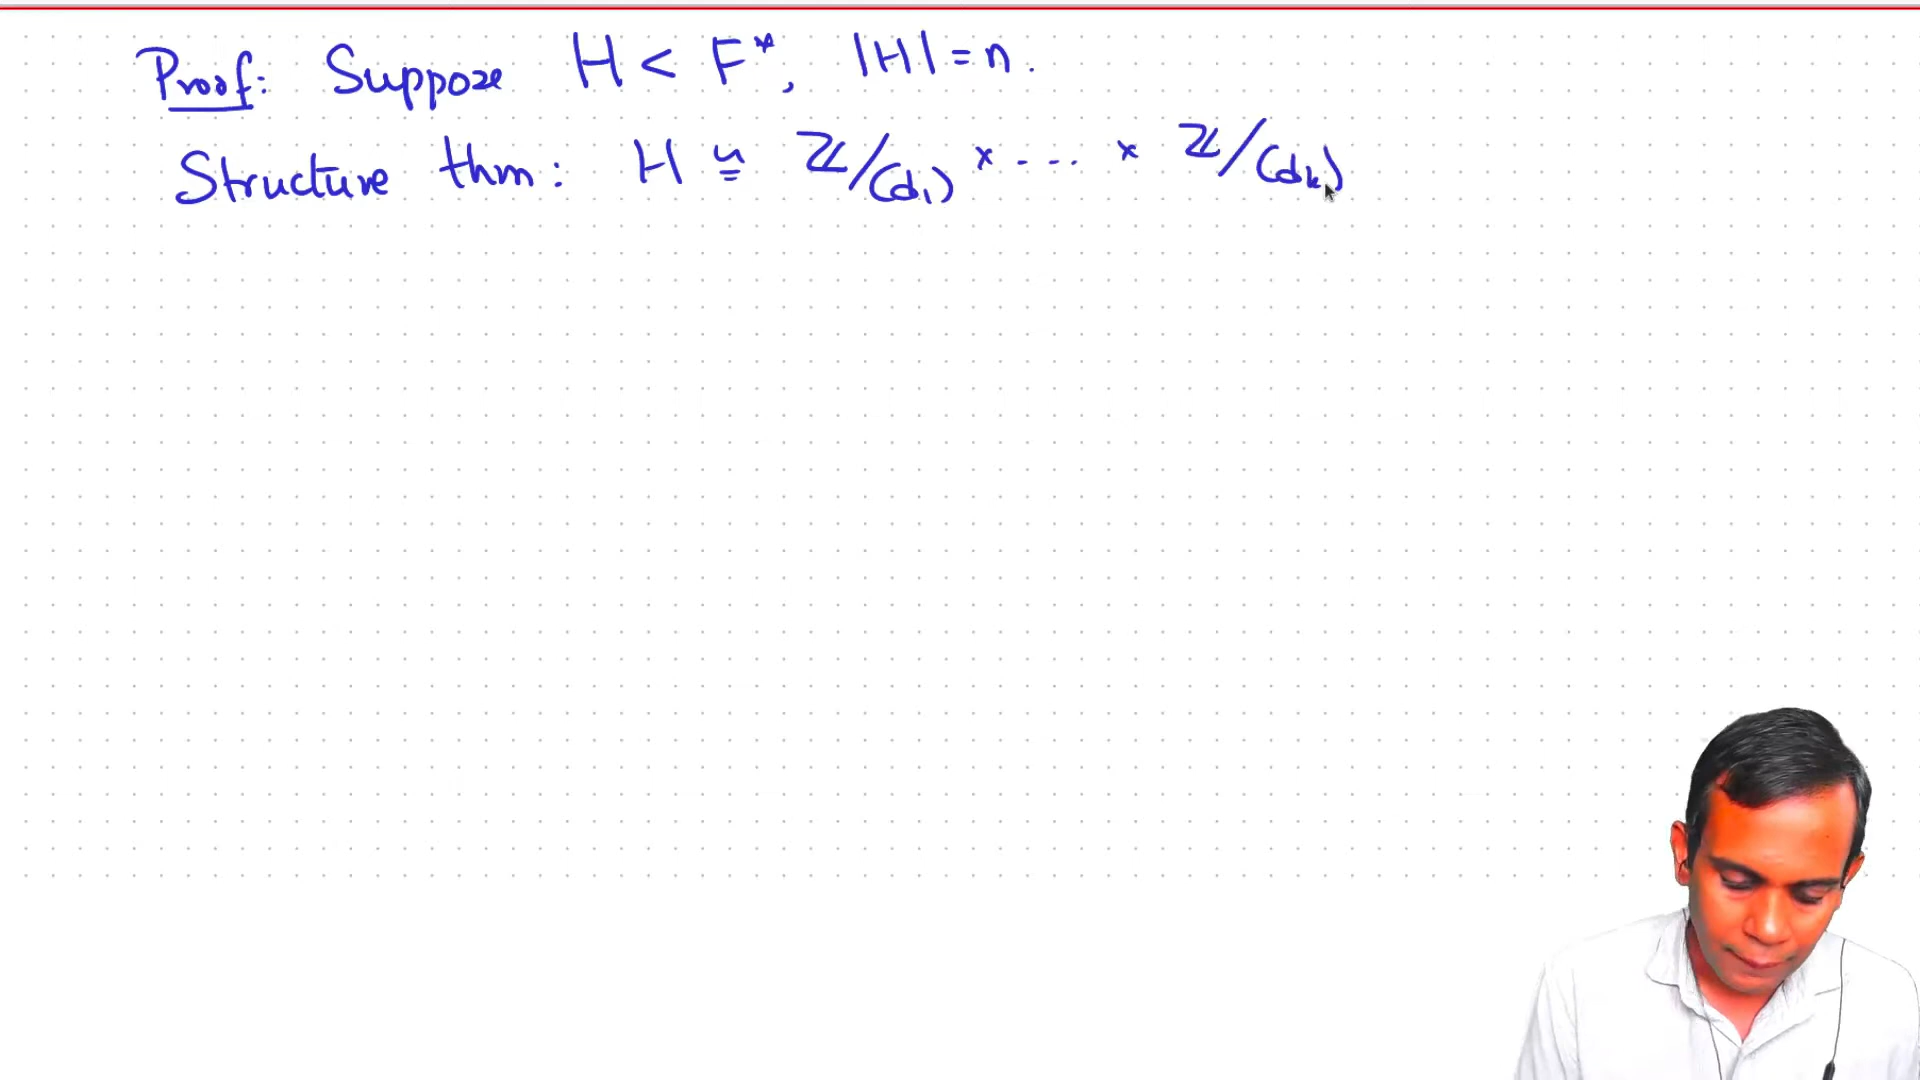 Proof: Suppose H < F*, |H| = n.
Structure thm: H ≅ ℤ/(d₁) × --- × ℤ/(dₖ)